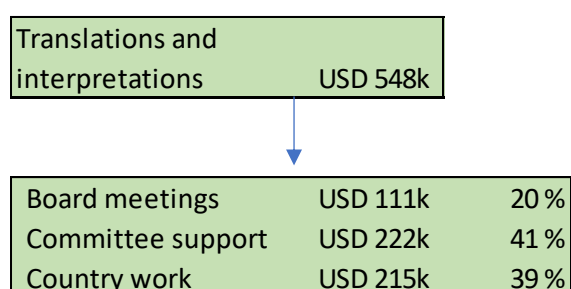 Translations and
interpretations USD 548k
Board meetings USD 111k 20 %
Committee support USD 222k 41 %
Country work USD 215k 39 %